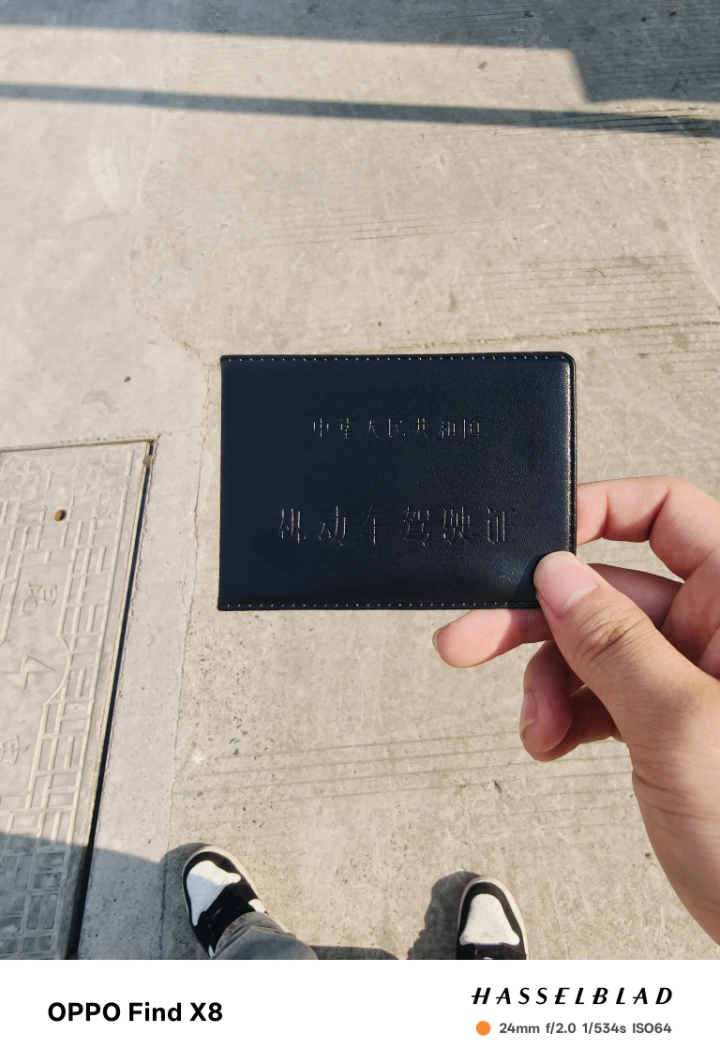 中华人民共和国
机动车驾驶证
OPPO Find X8
HASSELBLAD
24mm f/2.0 1/534s ISO64